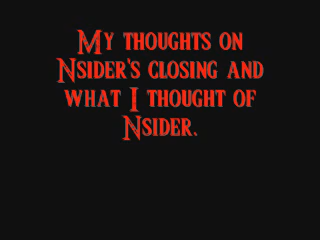 My thoughts on
Nsider's closing and
what I thought of
Nsider.